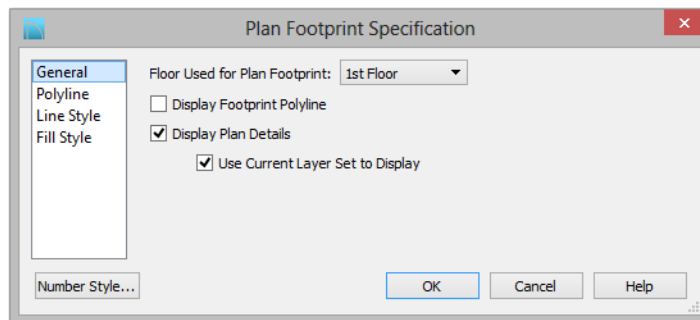 Plan Footprint Specification
General
Polyline
Line Style
Fill Style
Floor Used for Plan Footprint: 1st Floor
Display Footprint Polyline
Display Plan Details
Use Current Layer Set to Display
Number Style... OK Cancel Help